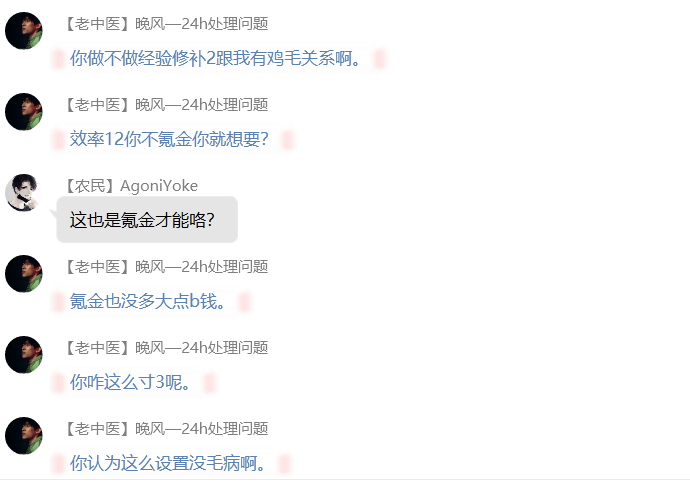 【老中医】晚风—24h处理问题
你做不做经验修补2跟我有鸡毛关系啊。
【老中医】晚风—24h处理问题
效率12你不氪金你就想要？
【农民】AgoniYoke
这也是氪金才能咯？
【老中医】晚风—24h处理问题
氪金也没多大点b钱。
【老中医】晚风—24h处理问题
你咋这么寸3呢。
【老中医】晚风—24h处理问题
你认为这么设置没毛病啊。